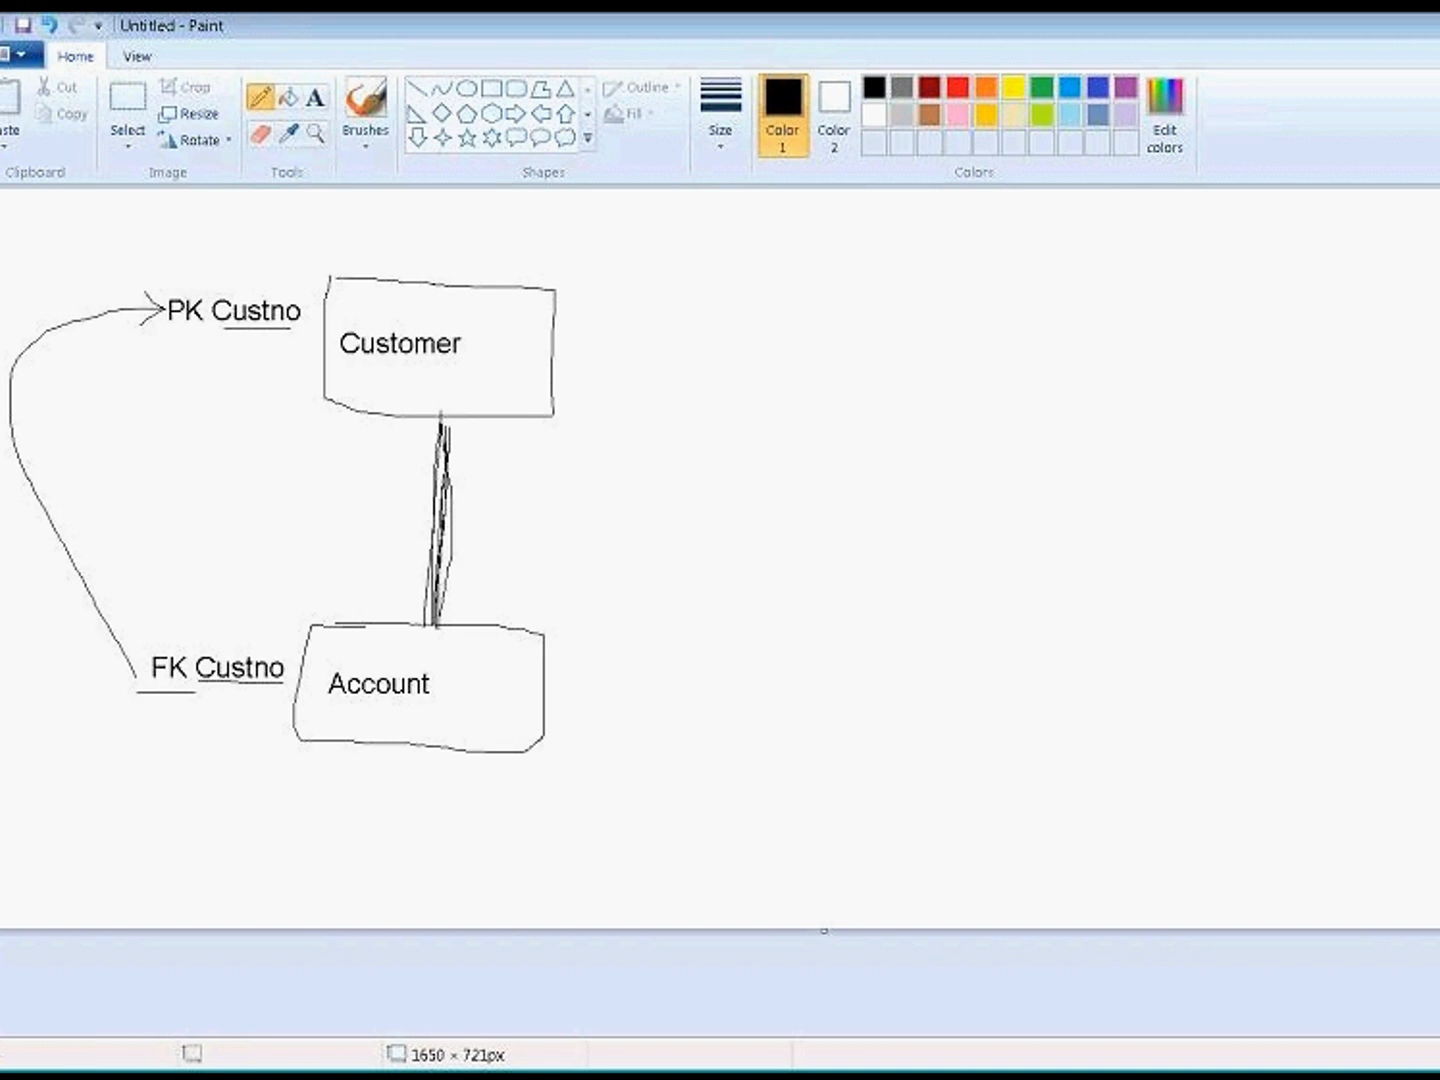 Untitled - Paint
Home View
Cut
Copy
Clipboard
Select
Crop
Resize
Rotate
Image
A
Tools
Brushes
Shapes
Outline
Fill
Size
Color 1
Color 2
Edit colors
Colors
PK Custno
Customer
FK Custno
Account
1650 × 721px